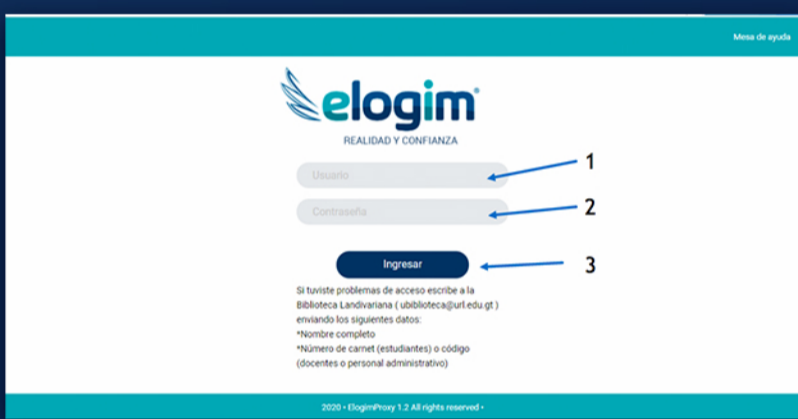 Mesa de ayuda
elogim
REALIDAD Y CONFIANZA
Usuario
1
Contraseña
2
Ingresar
3
Si tuviste problemas de acceso escribe a la
Biblioteca Landivariana ( ubiblioteca@url.edu.gt )
enviando los siguientes datos:
*Nombre completo
*Número de carnet (estudiantes) o código
(docentes o personal administrativo)
2020 • ElogimProxy 1.2 All rights reserved •